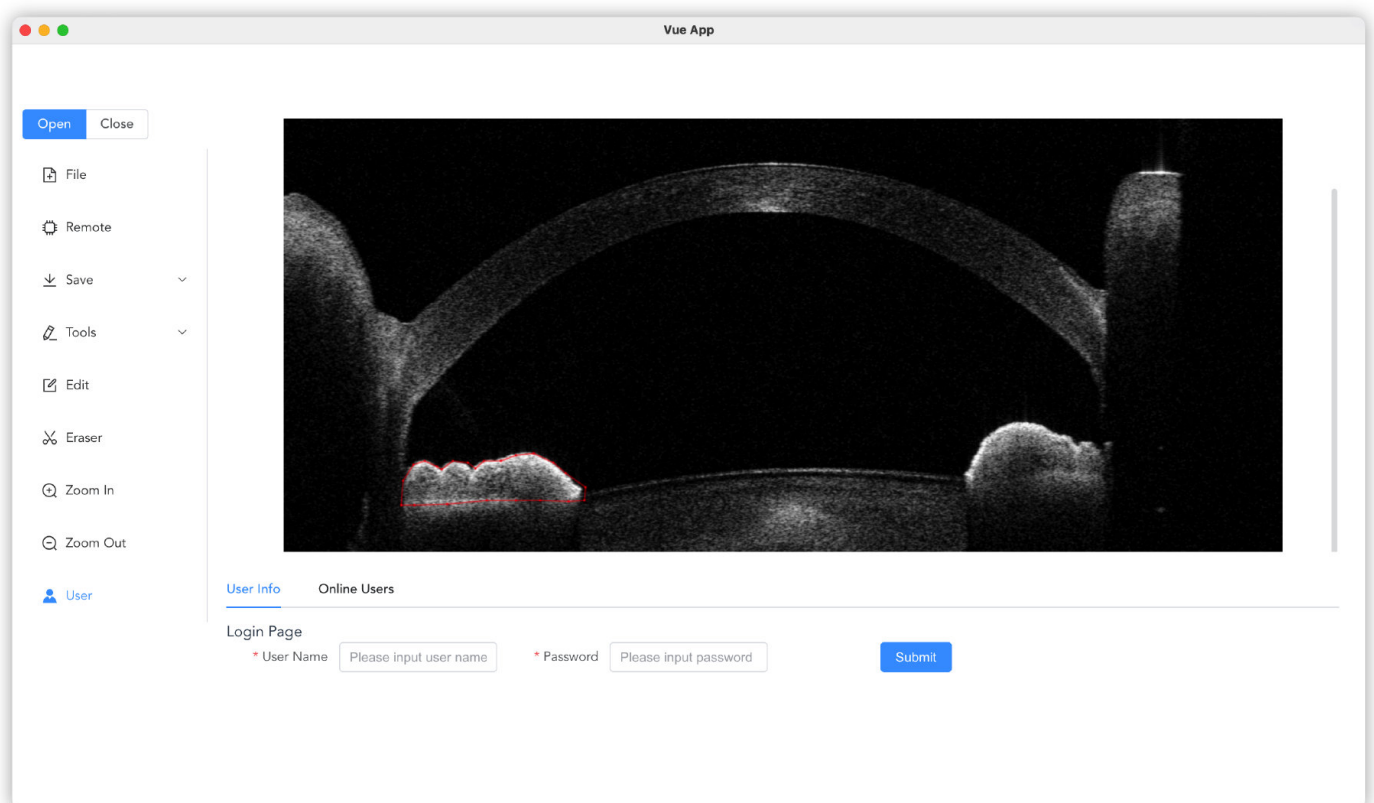 Vue App
Open Close
File
Remote
Save
Tools
Edit
Eraser
Zoom In
Zoom Out
User
User Info Online Users
Login Page
* User Name Please input user name * Password Please input password Submit